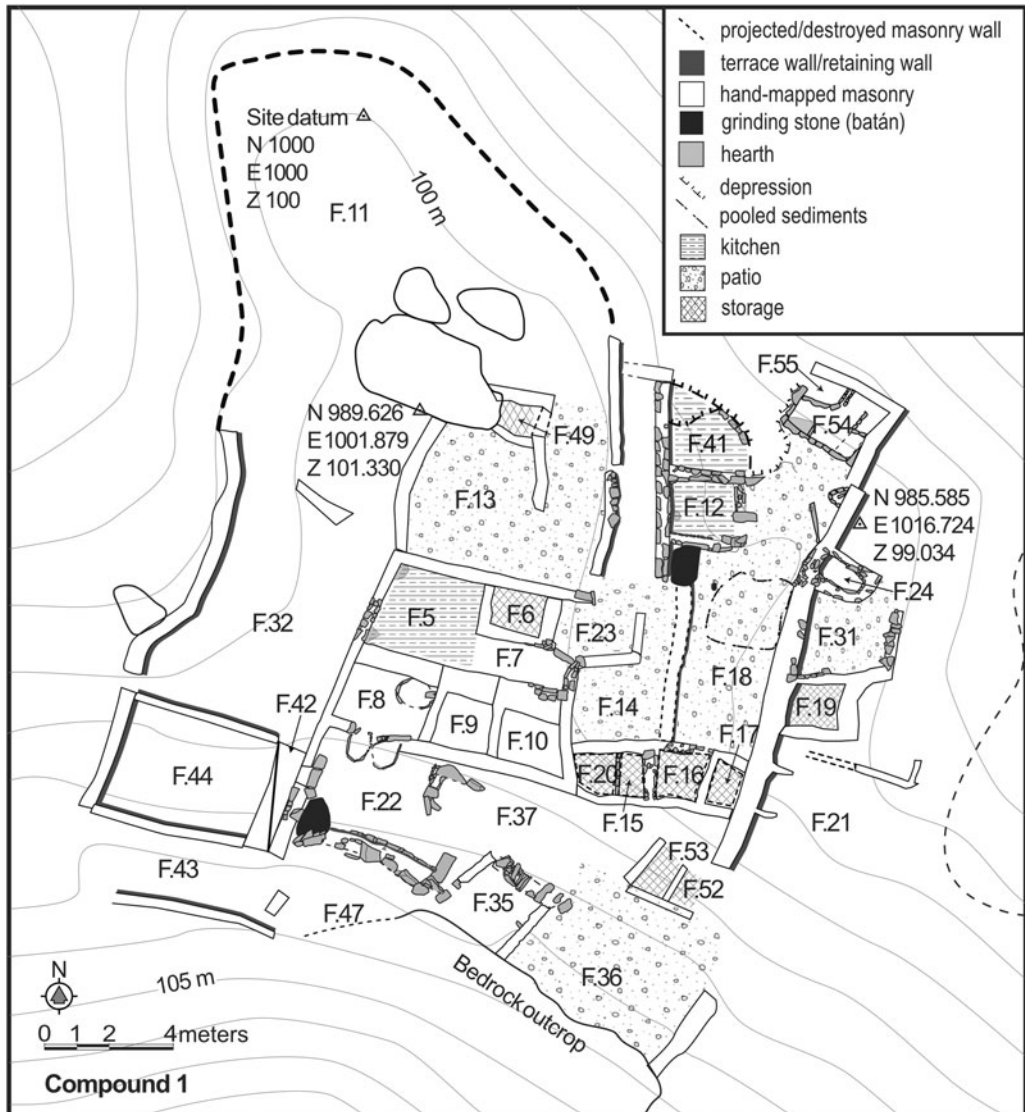 projected/destroyed masonry wall
terrace wall/retaining wall
hand-mapped masonry
grinding stone (batán)
hearth
depression
pooled sediments
kitchen
patio
storage
Site datum
N 1000
E 1000
Z 100
F.11
100 m
F.55
F.54
F.49
F.41
N 989.626
E 1001.879
Z 101.330
F.13
F.12
N 985.585
E 1016.724
Z 99.034
F.24
F.5
F.6
F.32
F.23
F.31
F.7
F.18
F.8
F.14
F.19
F.42
F.9
F.10
F.17
F.44
F.20
F.16
F.22
F.37
F.15
F.21
F.53
F.43
F.52
F.35
F.47
F.36
Bedrock outcrop
105 m
N
0 1 2 4 meters
Compound 1